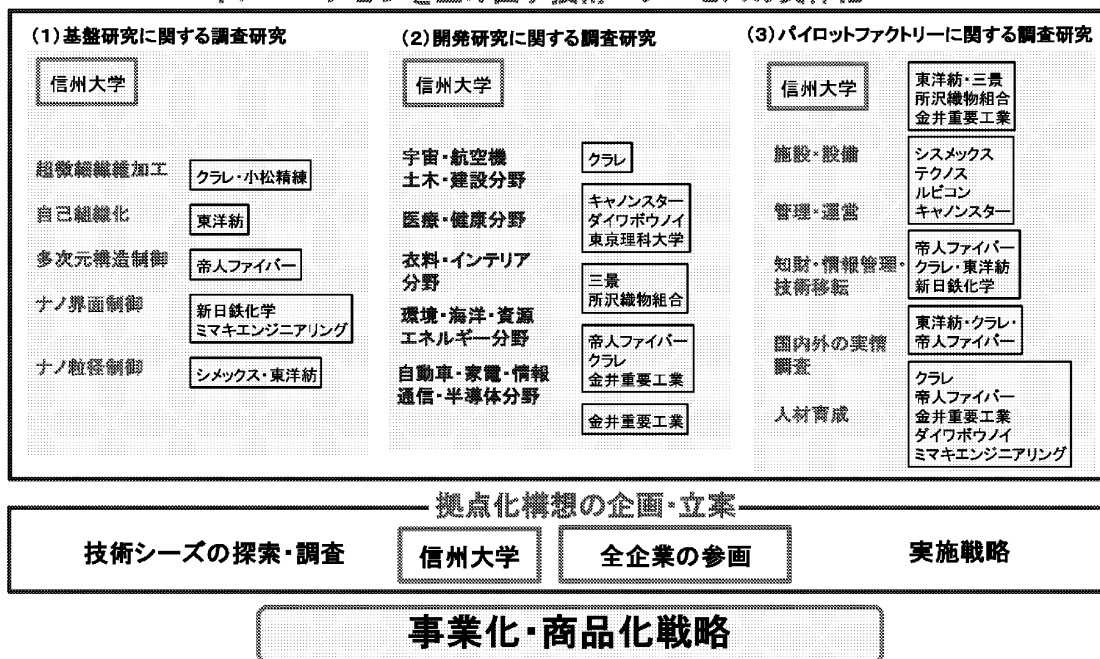 (1)基盤研究に関する調査研究
信州大学
超微細繊維加工
クラレ・小松精練
自己組織化
東洋紡
多次元構造制御
帝人ファイバー
ナノ界面制御
新日鉄化学
ミマキエンジニアリング
ナノ粒径制御
シメックス・東洋紡
(2)開発研究に関する調査研究
信州大学
宇宙・航空機
土木・建設分野
クラレ
医療・健康分野
キャノンスター
ダイワボウノイ
東京理科大学
衣料・インテリア
分野
三景
所沢織物組合
環境・海洋・資源
エネルギー分野
帝人ファイバー
クラレ
金井重要工業
自動車・家電・情報
通信・半導体分野
金井重要工業
(3)パイロットファクトリーに関する調査研究
信州大学
東洋紡・三景
所沢織物組合
金井重要工業
施設・設備
システックス
テクノス
ルビコン
キャノンスター
管理・運営
知財・情報管理・
技術移転
帝人ファイバー
クラレ・東洋紡
新日鉄化学
国内外の実情
調査
東洋紡・クラレ・
帝人ファイバー
人材育成
クラレ
帝人ファイバー
金井重要工業
ダイワボウノイ
ミマキエンジニアリング
拠点化構想の企画・立案
技術シーズの探索・調査
信州大学
全企業の参画
実施戦略
事業化・商品化戦略